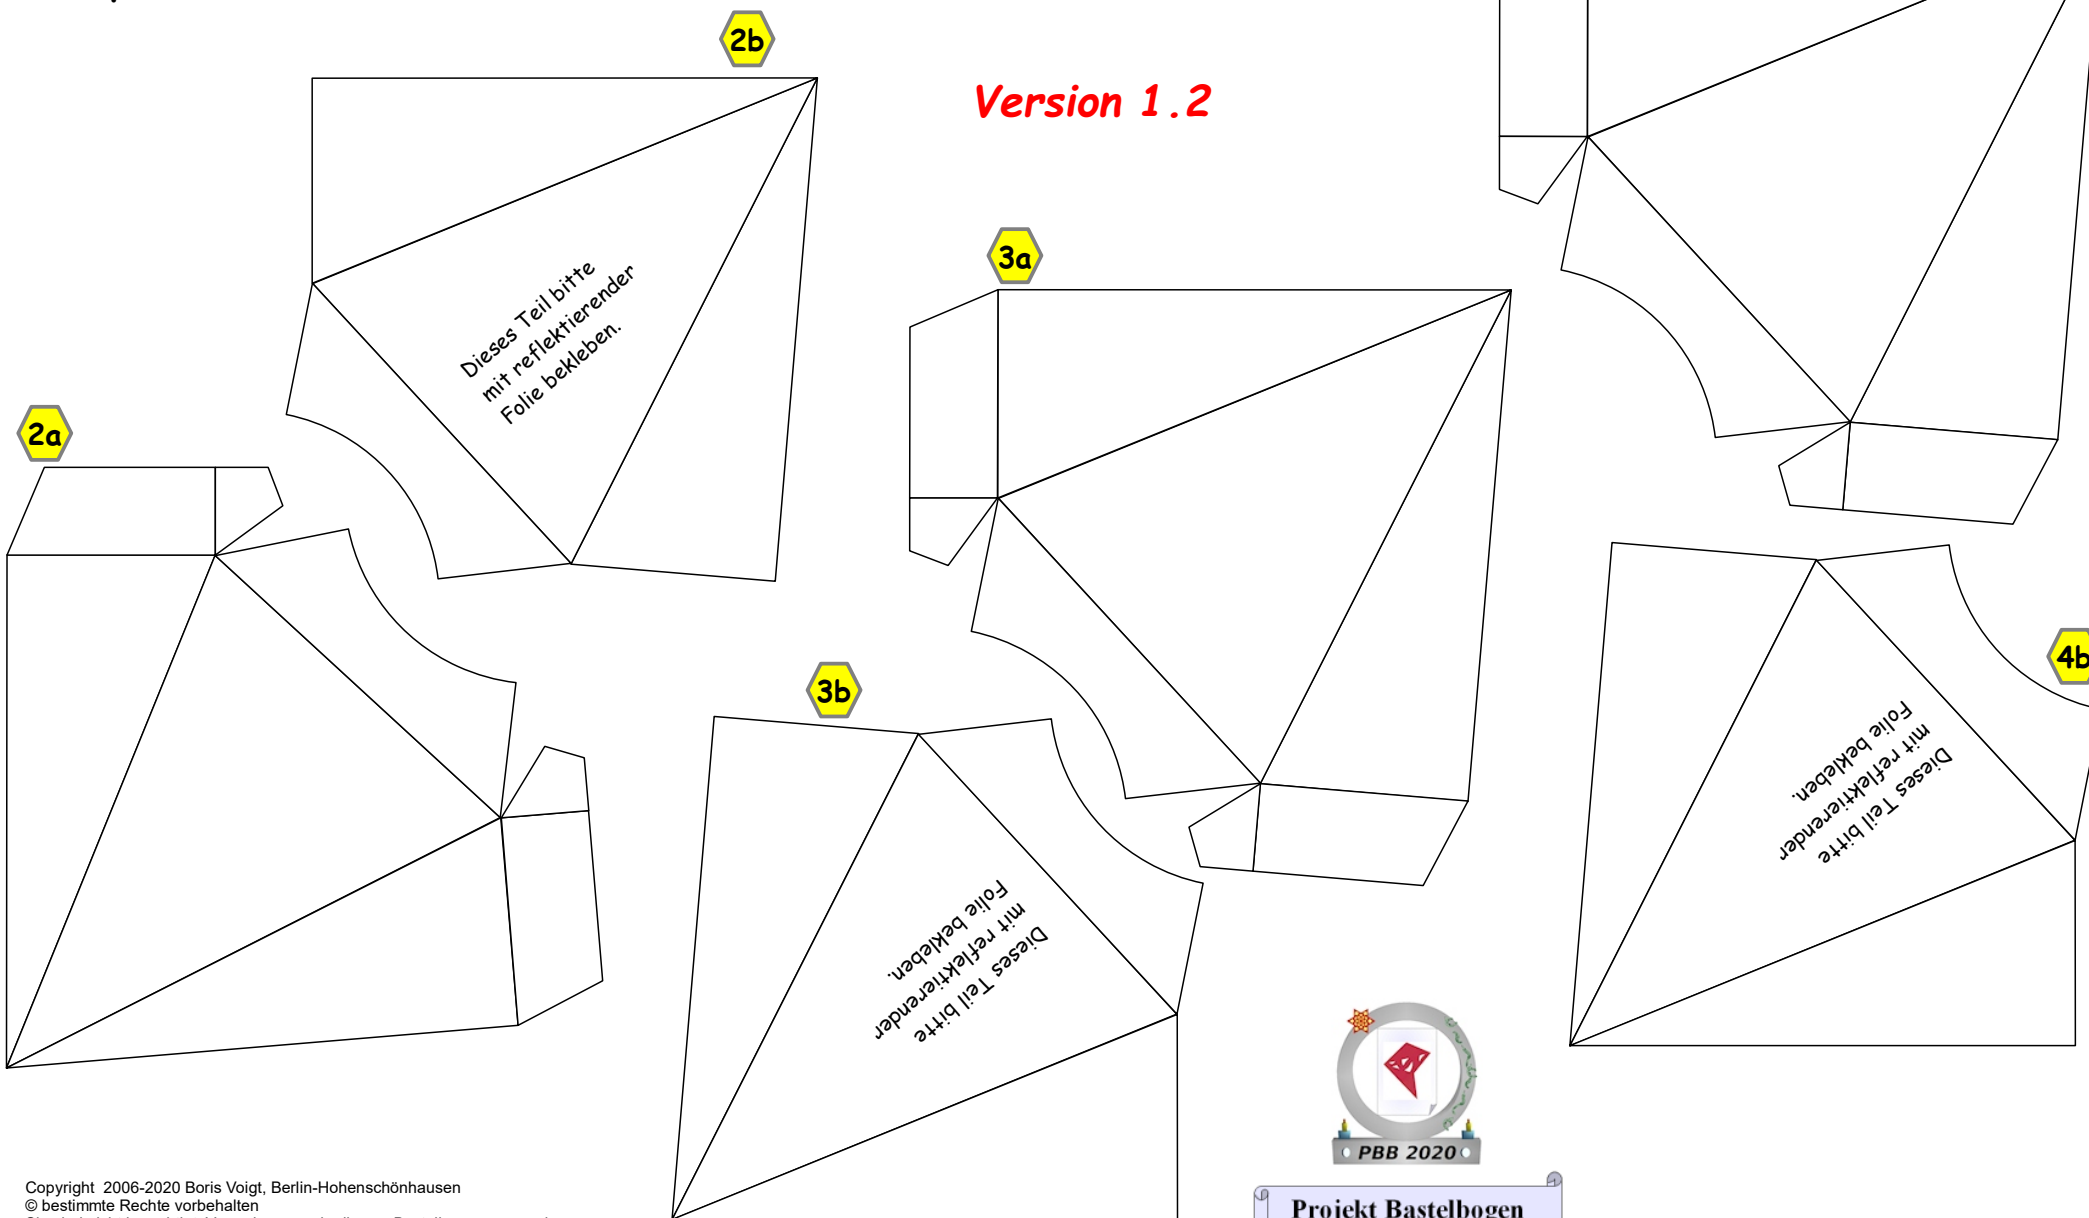 2b
Version 1.2
Dieses Teil bitte
mit reflektierender
Folie bekleben.
3a
2a
3b
4b
Dieses Teil bitte
mit reflektierender
Folie bekleben.
Dieses Teil bitte
mit reflektierender
Folie bekleben.
PBB 2020
Projekt Bastelbogen
Copyright 2006-2020 Boris Voigt, Berlin-Hohenschönhausen
© bestimmte Rechte vorbehalten